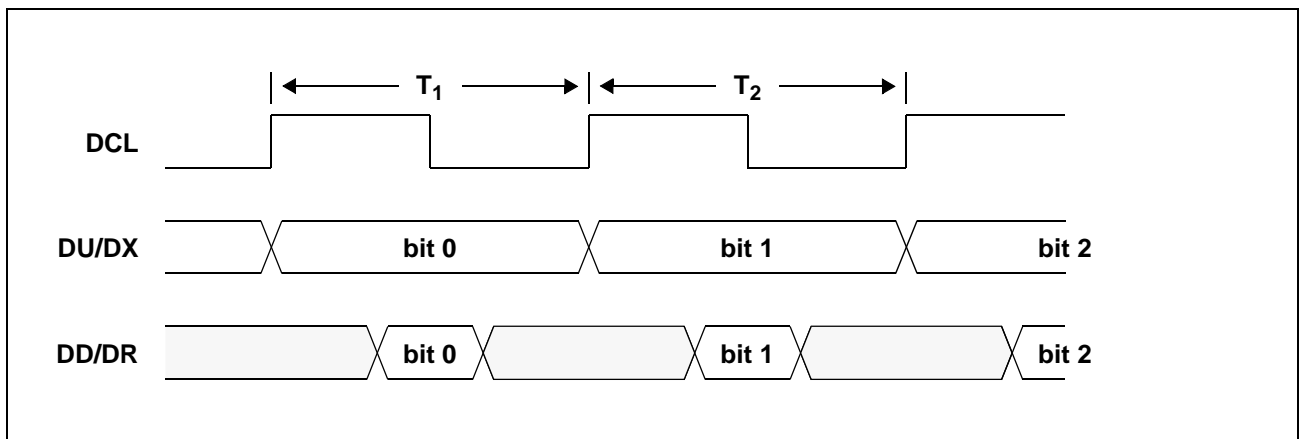 T1 T2
DCL
DU/DX bit 0 bit 1 bit 2
DD/DR bit 0 bit 1 bit 2